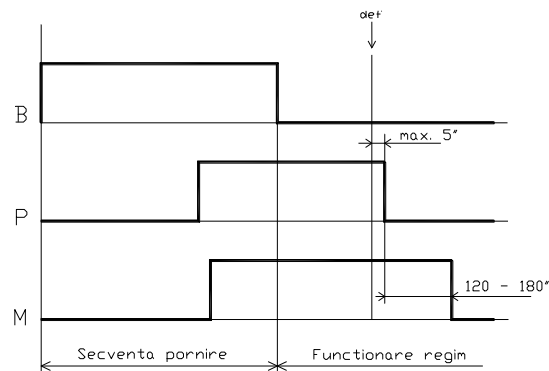 def
B
max. 5"
P
120 - 180"
M
Secventa pornire
Functionare regim